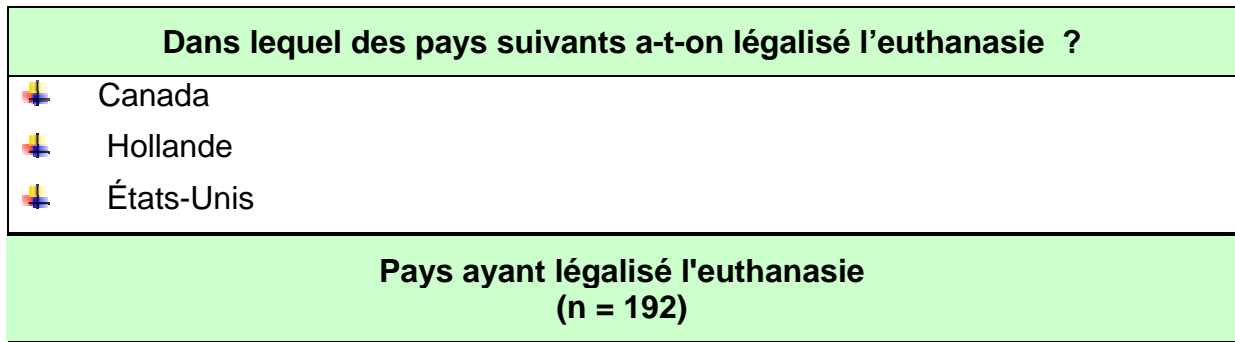 Dans lequel des pays suivants a-t-on légalisé l’euthanasie ?
Canada
Hollande
États-Unis
Pays ayant légalisé l'euthanasie
(n = 192)